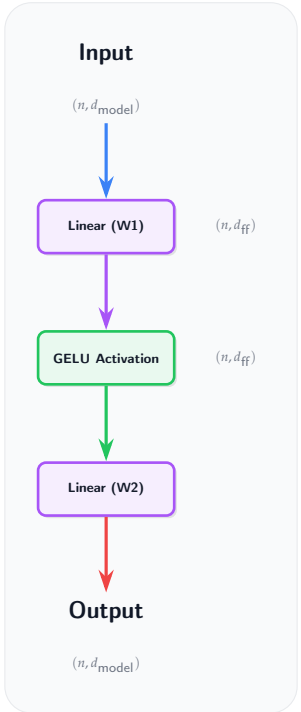 Input
(n, d_model)
Linear (W1)
(n, d_ff)
GELU Activation
(n, d_ff)
Linear (W2)
Output
(n, d_model)